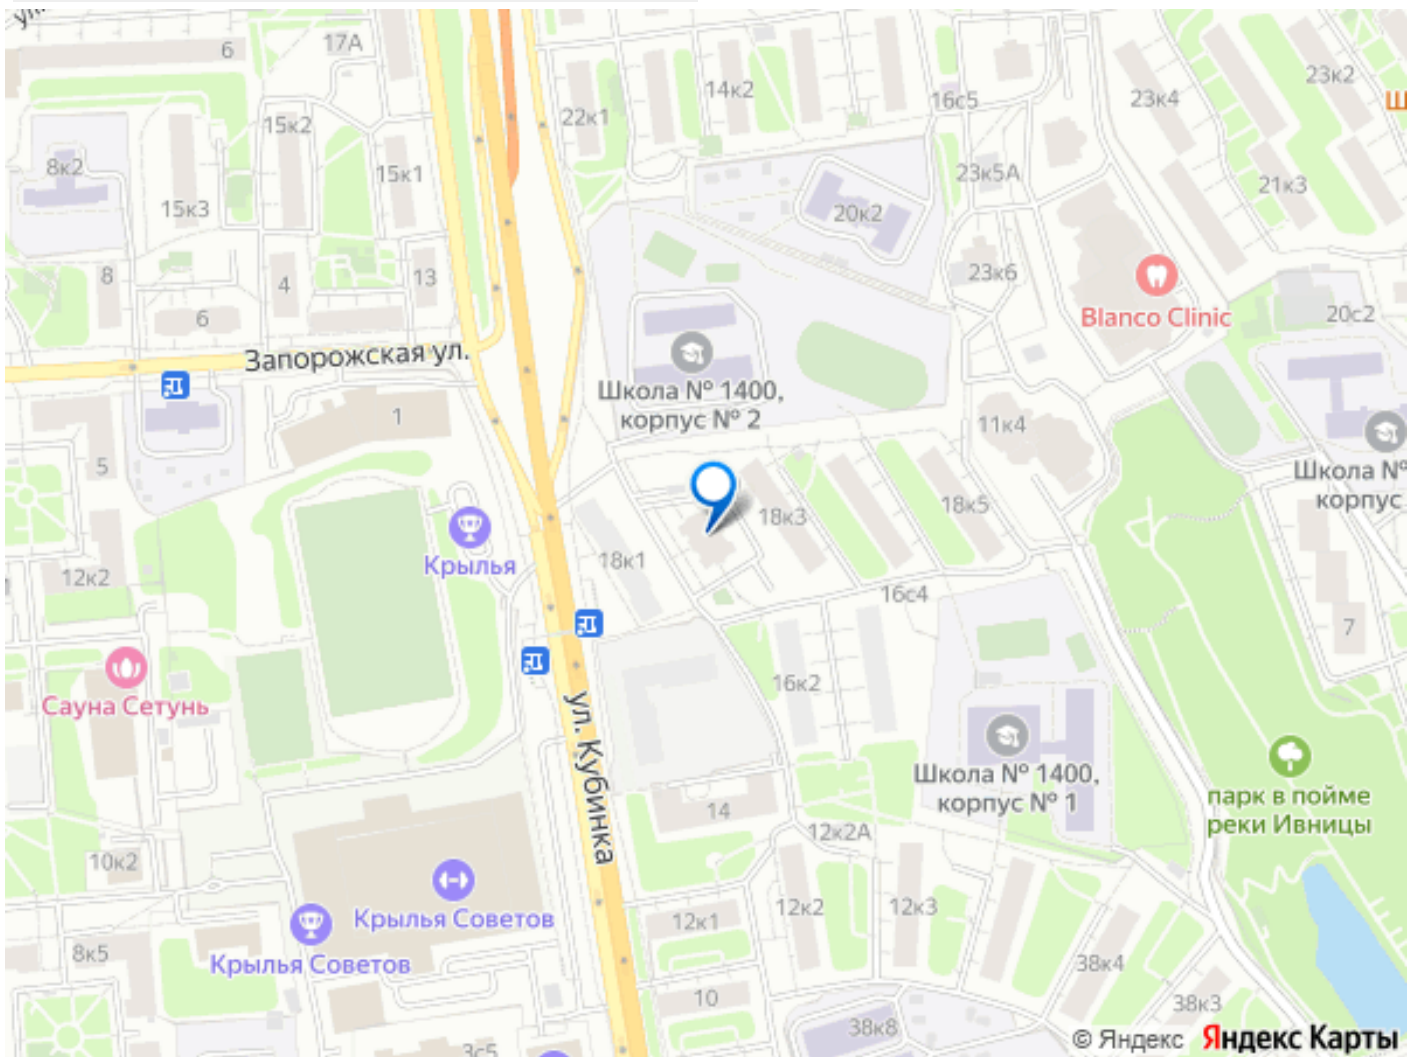 ул.
6
17А
14к2
23к2
23к4
16с5
22к1
15к2
8к2
15к1
23к5А
21к3
15к3
20к2
8
4
13
23к6
6
Blanco Clinic
20с2
Запорожская ул.
Школа № 1400,
корпус № 2
1
11к4
5
Школа №
корпус
18к3
18к5
Крылья
18к1
12к2
16с4
7
Сауна Сетунь
16к2
ул. Кубинка
Школа № 1400,
корпус № 1
14
парк в пойме
реки Ивницы
12к2А
10к2
Крылья Советов
12к1
12к2
12к3
8к5
Крылья Советов
38к4
10
38к3
38к8
3с5
© Яндекс Яндекс Карты